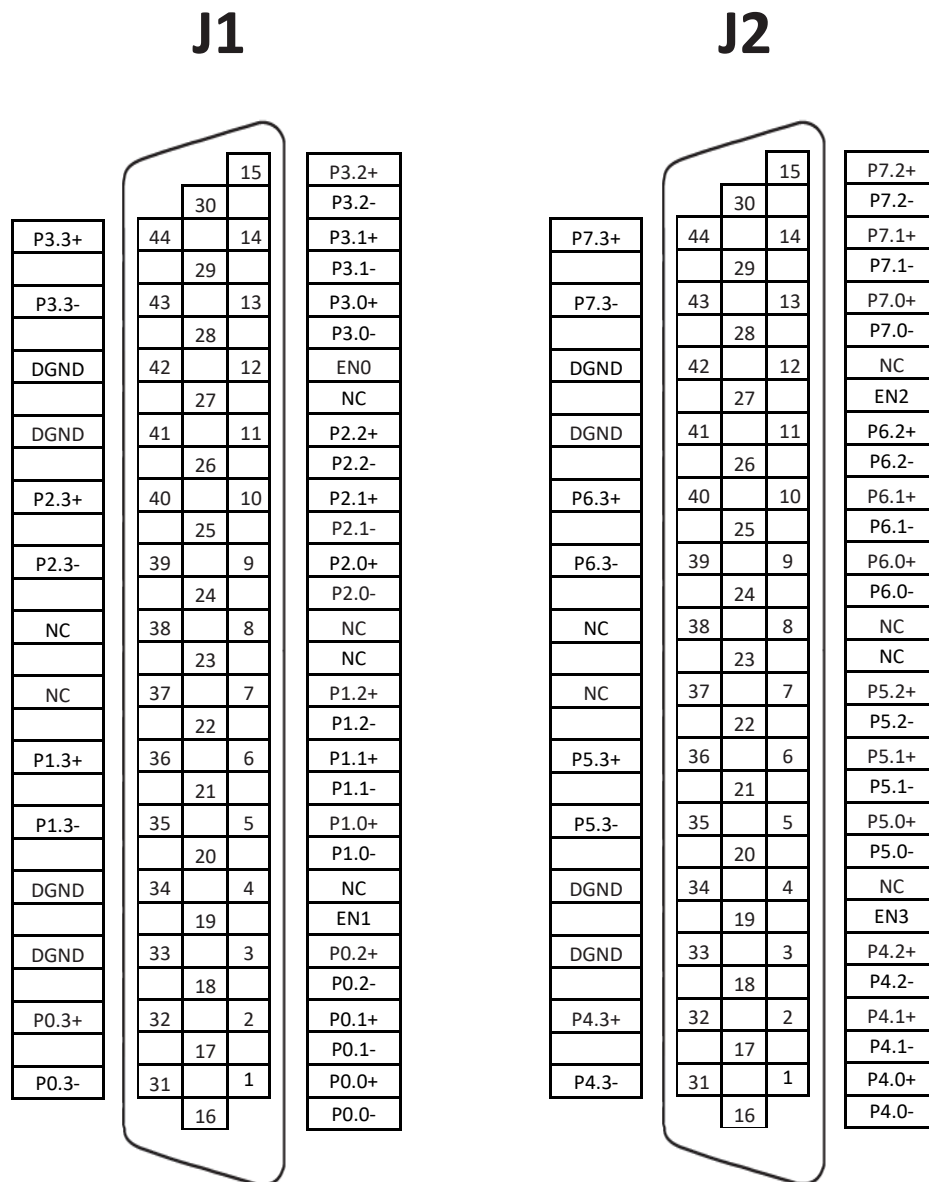 J1 J2
15 P3.2+ 15 P7.2+
30 P3.2- 30 P7.2-
P3.3+ 44 14 P3.1+ P7.3+ 44 14 P7.1+
29 P3.1- 29 P7.1-
P3.3- 43 13 P3.0+ P7.3- 43 13 P7.0+
28 P3.0- 28 P7.0-
DGND 42 12 EN0 DGND 42 12 NC
27 NC 27 EN2
DGND 41 11 P2.2+ DGND 41 11 P6.2+
26 P2.2- 26 P6.2-
P2.3+ 40 10 P2.1+ P6.3+ 40 10 P6.1+
25 P2.1- 25 P6.1-
P2.3- 39 9 P2.0+ P6.3- 39 9 P6.0+
24 P2.0- 24 P6.0-
NC 38 8 NC NC 38 8 NC
23 NC 23 NC
NC 37 7 P1.2+ NC 37 7 P5.2+
22 P1.2- 22 P5.2-
P1.3+ 36 6 P1.1+ P5.3+ 36 6 P5.1+
21 P1.1- 21 P5.1-
P1.3- 35 5 P1.0+ P5.3- 35 5 P5.0+
20 P1.0- 20 P5.0-
DGND 34 4 NC DGND 34 4 NC
19 EN1 19 EN3
DGND 33 3 P0.2+ DGND 33 3 P4.2+
18 P0.2- 18 P4.2-
P0.3+ 32 2 P0.1+ P4.3+ 32 2 P4.1+
17 P0.1- 17 P4.1-
P0.3- 31 1 P0.0+ P4.3- 31 1 P4.0+
16 P0.0- 16 P4.0-